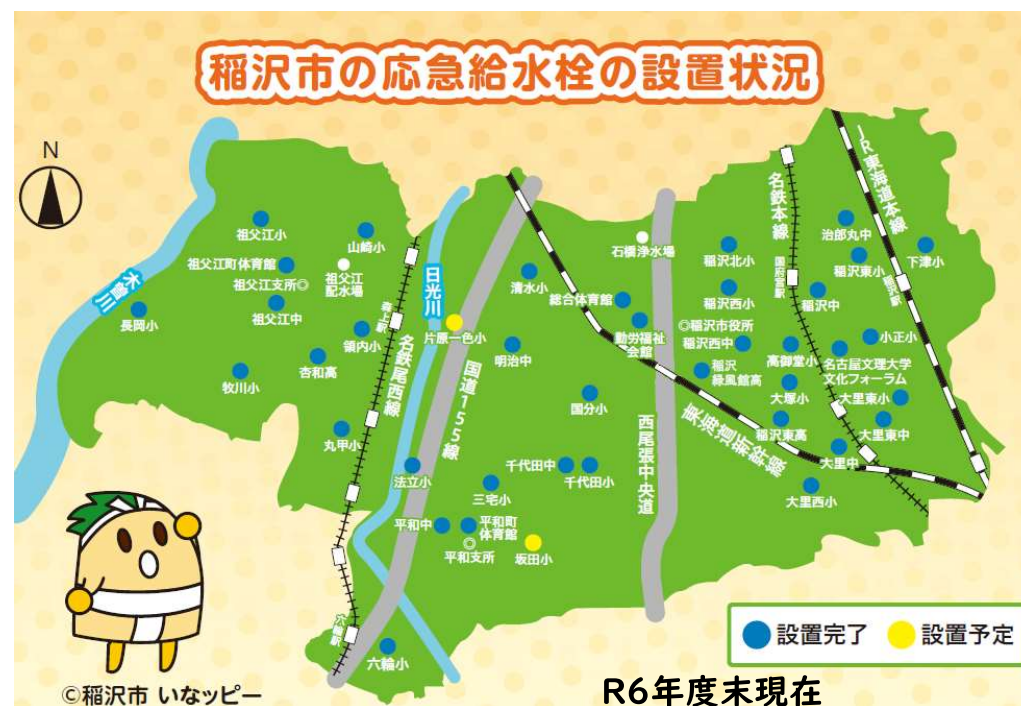 稲沢市の応急給水栓の設置状況
N
木曽川
祖父江小
山崎小
祖父江町体育館
祖父江支所◎
祖父江
配水場
祖父江中
長岡小
森上駅
領内小
牧川小
杏和高
名鉄尾西線
丸甲小
日光川
片原一色小
国道155線
清水小
明治中
総合体育館
勤労福祉
会館
石橋浄水場
国分小
西尾張中央道
法立小
千代田中
千代田小
三宅小
平和中
平和町
体育館
◎
平和支所
坂田小
六輪駅
六輪小
名鉄本線
国府宮駅
JR東海道本線
稲沢駅
治郎丸中
稲沢北小
稲沢東小
下津小
稲沢西小
稲沢中
◎稲沢市役所
稲沢西中
小正小
高御堂小
名古屋文理大学
文化フォーラム
稲沢
緑風館高
大塚小
大里東小
稲沢東高
大里東中
東海道新幹線
大里中
大里西小
設置完了
設置予定
©稲沢市 いなッピー
R6年度末現在